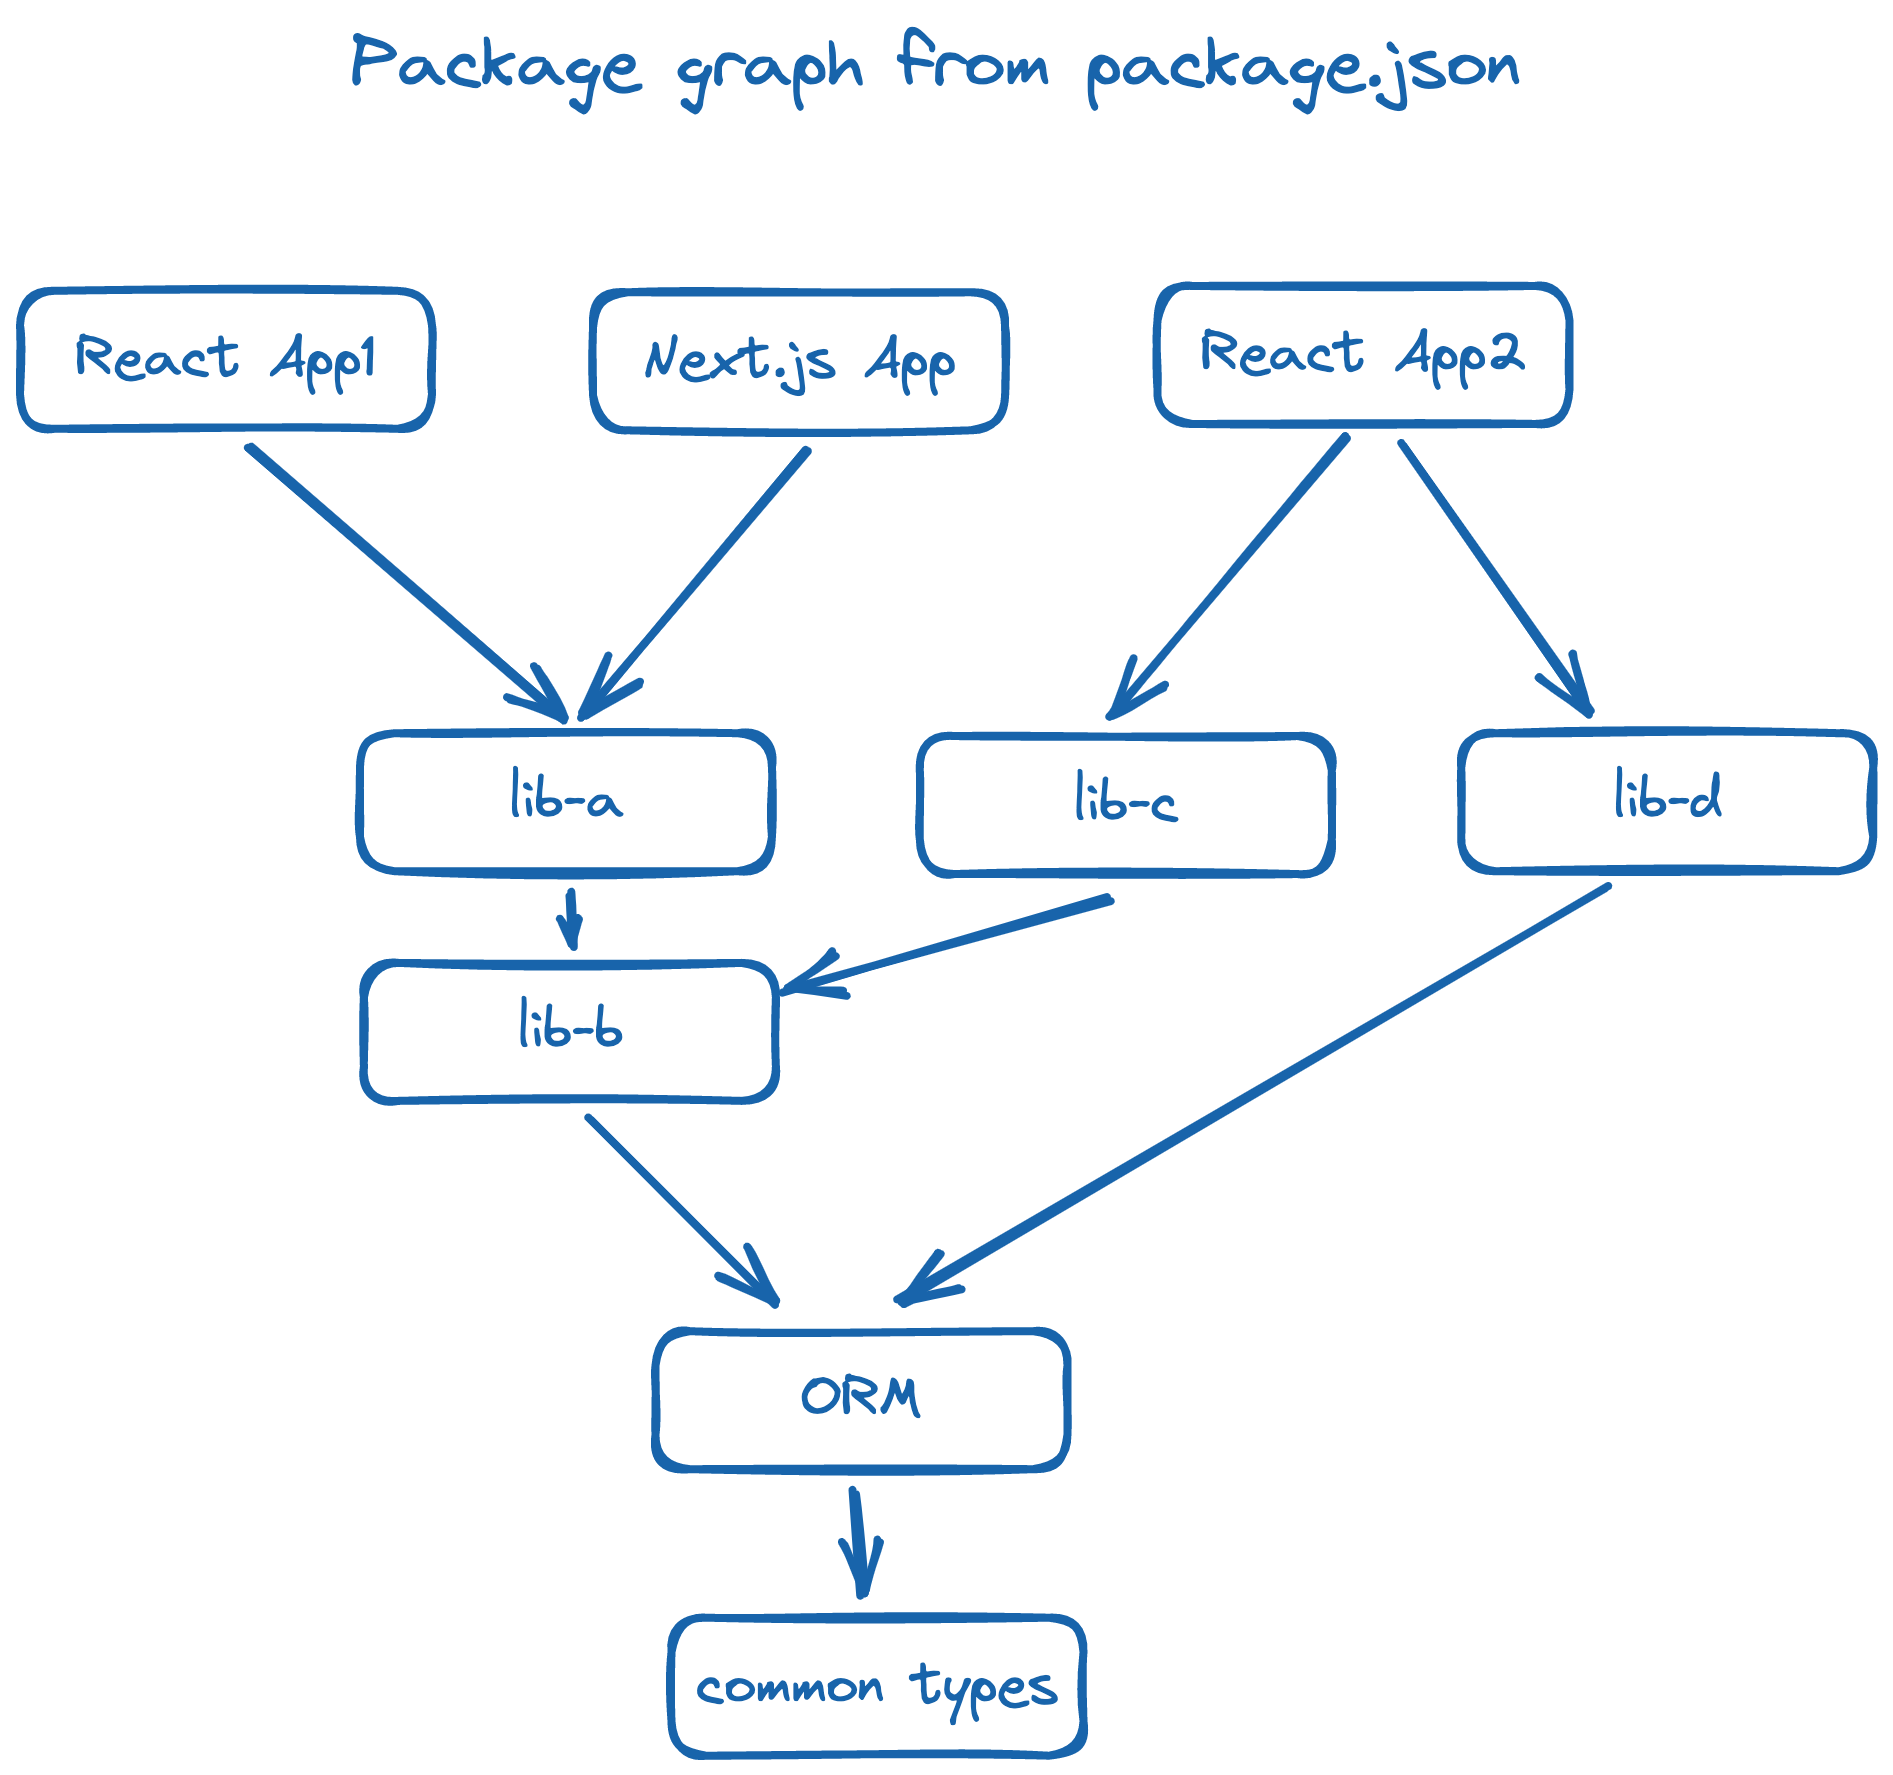 Package graph from package.json
React App1
Next.js App
React App2
lib-a
lib-c
lib-d
lib-b
ORM
common types